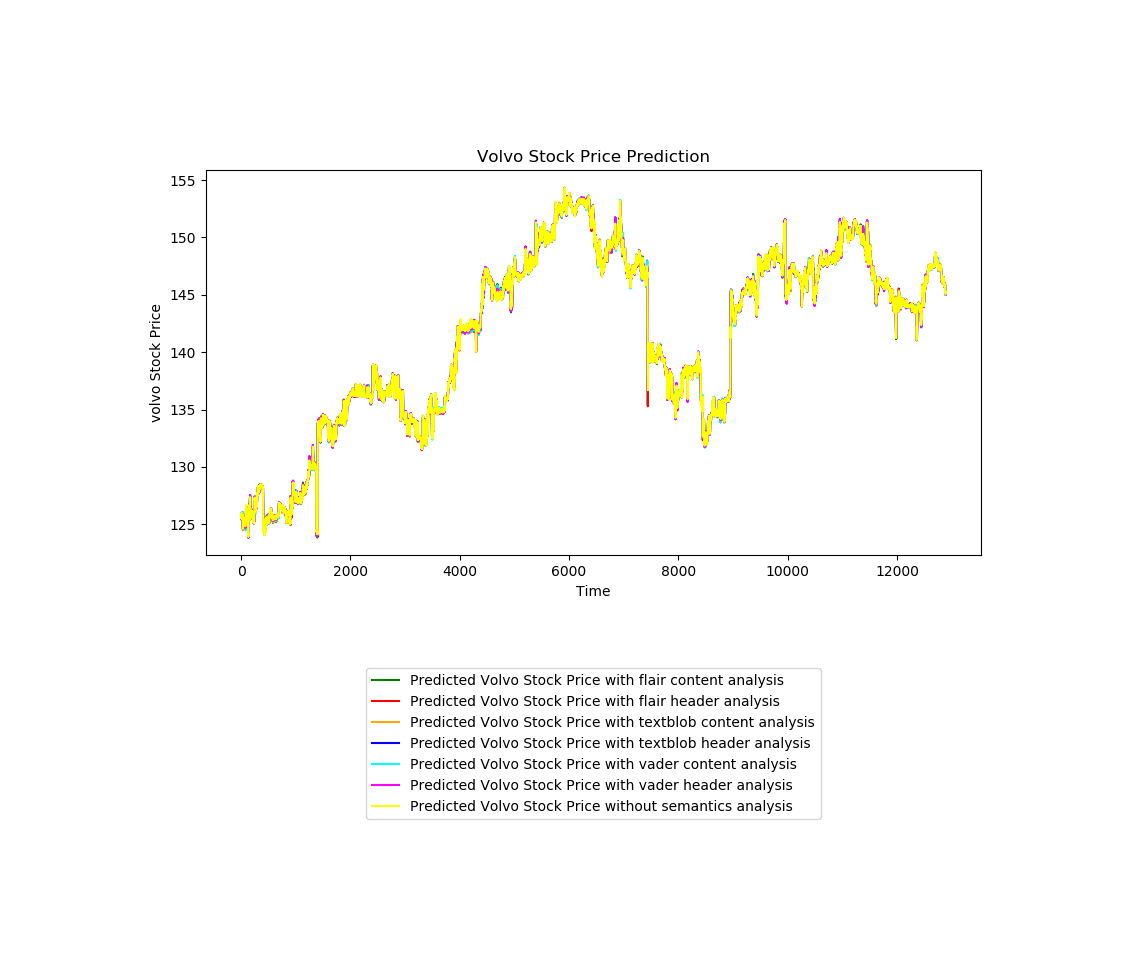 Volvo Stock Price Prediction
155
150
145
140
135
130
125
volvo Stock Price
0 2000 4000 6000 8000 10000 12000
Time
Predicted Volvo Stock Price with flair content analysis
Predicted Volvo Stock Price with flair header analysis
Predicted Volvo Stock Price with textblob content analysis
Predicted Volvo Stock Price with textblob header analysis
Predicted Volvo Stock Price with vader content analysis
Predicted Volvo Stock Price with vader header analysis
Predicted Volvo Stock Price without semantics analysis